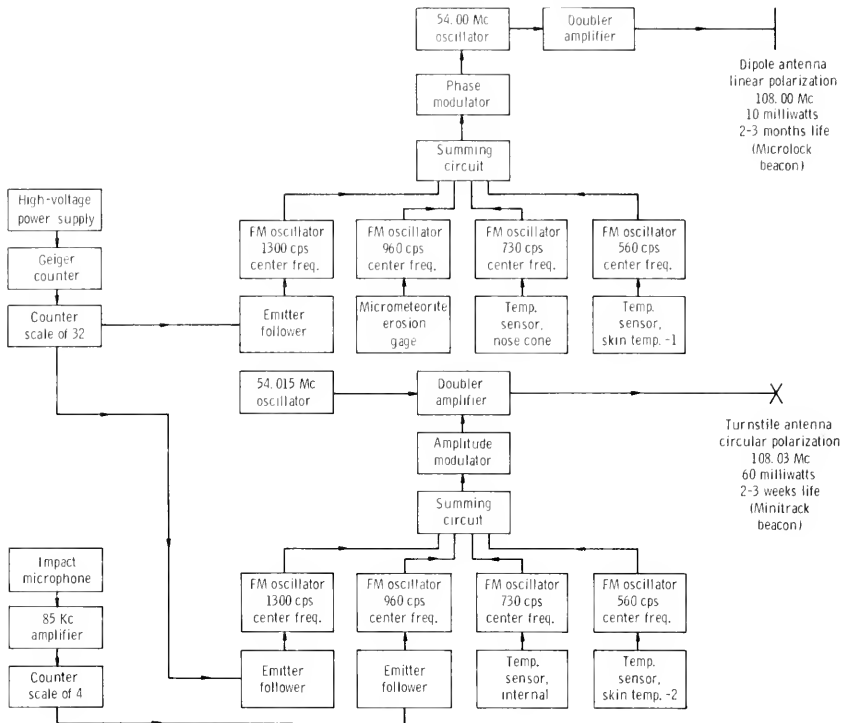 54.00 Mc
oscillator
Doubler
amplifier
Dipole antenna
linear polarization
108.00 Mc
10 milliwatts
2-3 months life
(Microlock
beacon)
Phase
modulator
Summing
circuit
High-voltage
power supply
Geiger
counter
Counter
scale of 32
FM oscillator
1300 cps
center freq.
FM oscillator
960 cps
center freq.
FM oscillator
730 cps
center freq.
FM oscillator
560 cps
center freq.
Emitter
follower
Micrometeorite
erosion
gage
Temp.
sensor,
nose cone
Temp.
sensor,
skin temp. -1
54.015 Mc
oscillator
Doubler
amplifier
Turnstile antenna
circular polarization
108.03 Mc
60 milliwatts
2-3 weeks life
(Minitrack
beacon)
Amplitude
modulator
Summing
circuit
Impact
microphone
85 Kc
amplifier
Counter
scale of 4
FM oscillator
1300 cps
center freq.
FM oscillator
960 cps
center freq.
FM oscillator
730 cps
center freq.
FM oscillator
560 cps
center freq.
Emitter
follower
Emitter
follower
Temp.
sensor,
internal
Temp.
sensor,
skin temp. -2